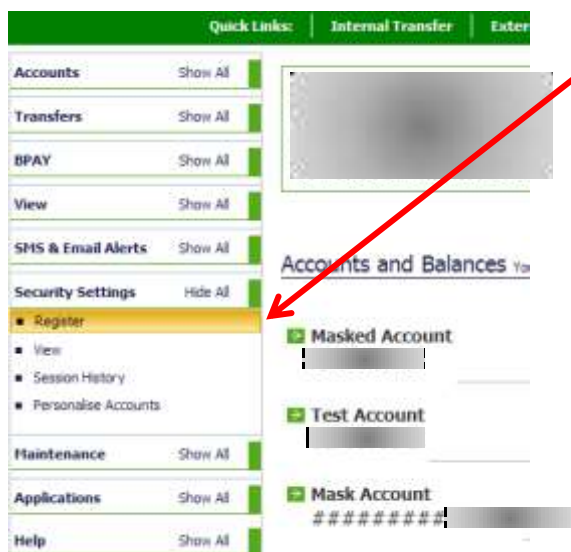 Quick Links: Internal Transfer Exter
Accounts Show All
Transfers Show All
BPAY Show All
View Show All
SMS & Email Alerts Show All
Security Settings Hide All
Register
View
Session History
Personalise Accounts
Maintenance Show All
Applications Show All
Help Show All
Accounts and Balances
Masked Account
Test Account
Mask Account
#########